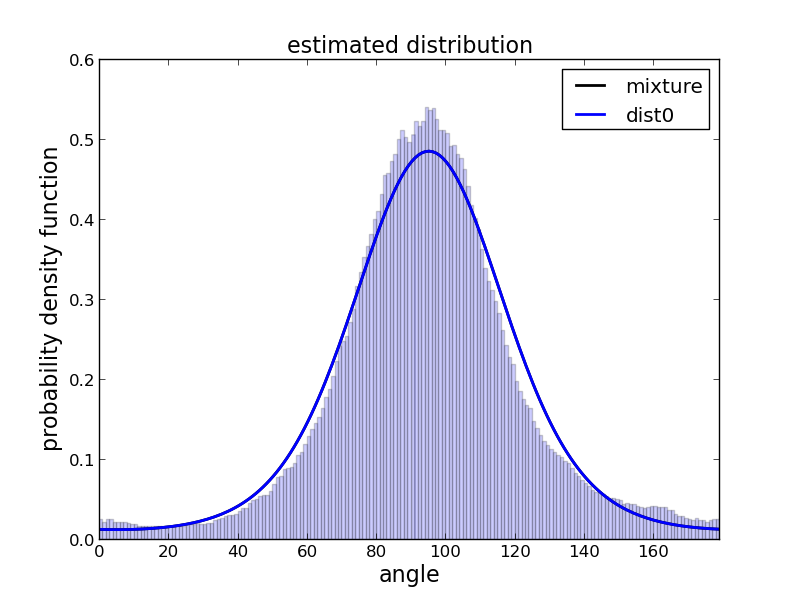 estimated distribution
mixture
dist0
probability density function
0.6
0.5
0.4
0.3
0.2
0.1
0.0
0 20 40 60 80 100 120 140 160
angle